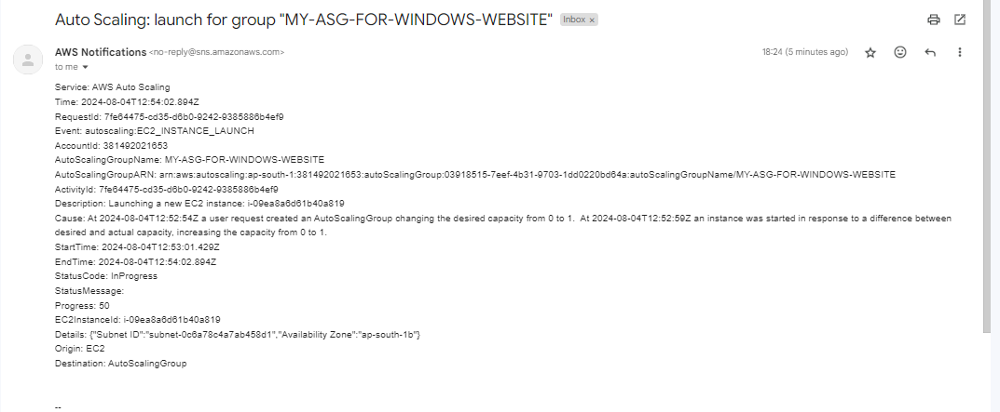 Auto Scaling: launch for group "MY-ASG-FOR-WINDOWS-WEBSITE" Inbox ×
AWS Notifications <no-reply@sns.amazonaws.com> 18:24 (5 minutes ago)
to me
Service: AWS Auto Scaling
Time: 2024-08-04T12:54:02.894Z
RequestId: 7fe64475-cd35-d6b0-9242-9385886b4ef9
Event: autoscaling:EC2_INSTANCE_LAUNCH
AccountId: 381492021653
AutoScalingGroupName: MY-ASG-FOR-WINDOWS-WEBSITE
AutoScalingGroupARN: arn:aws:autoscaling:ap-south-1:381492021653:autoScalingGroup:03918515-7eef-4b31-9703-1dd0220bd64a:autoScalingGroupName/MY-ASG-FOR-WINDOWS-WEBSITE
ActivityId: 7fe64475-cd35-d6b0-9242-9385886b4ef9
Description: Launching a new EC2 instance: i-09ea8a6d61b40a819
Cause: At 2024-08-04T12:52:54Z a user request created an AutoScalingGroup changing the desired capacity from 0 to 1.  At 2024-08-04T12:52:59Z an instance was started in response to a difference between
desired and actual capacity, increasing the capacity from 0 to 1.
StartTime: 2024-08-04T12:53:01.429Z
EndTime: 2024-08-04T12:54:02.894Z
StatusCode: InProgress
StatusMessage:
Progress: 50
EC2InstanceId: i-09ea8a6d61b40a819
Details: {"Subnet ID":"subnet-0c6a78c4a7ab458d1","Availability Zone":"ap-south-1b"}
Origin: EC2
Destination: AutoScalingGroup
--